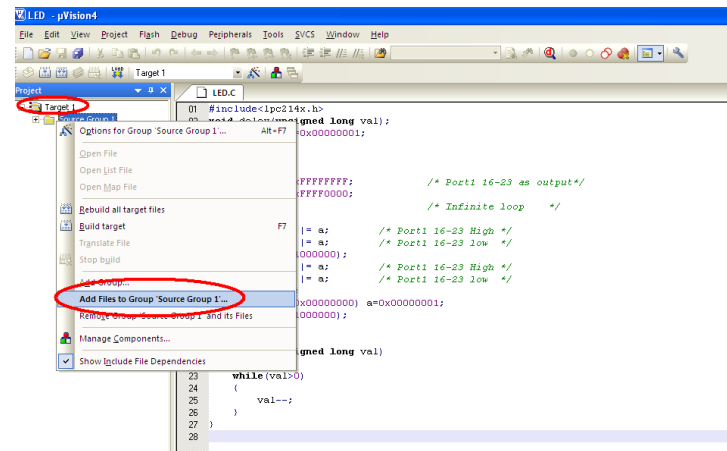 LED - µVision4
File Edit View Project Flash Debug Peripherals Tools SVCS Window Help
Target 1
Project
LED.C
Target 1
Source Group 1
01 #include<lpc214x.h>
02 void delay(unsigned long val);
=0x00000001;
Options for Group 'Source Group 1'... Alt+F7
Open File
Open List File
Open Map File
xFFFFFFFF; /* Port1 16-23 as output*/
xFFFF0000;
/* Infinite loop */
Rebuild all target files
Build target F7
|= a; /* Port1 16-23 High */
Translate File
|= a; /* Port1 16-23 low */
Stop build
1000000);
|= a; /* Port1 16-23 High */
Add Group...
|= a; /* Port1 16-23 low */
Add Files to Group 'Source Group 1'...
0x00000000) a=0x00000001;
Remove Group 'Source Group 1' and its Files
1000000);
Manage Components...
igned long val)
Show Include File Dependencies
23 while(val>0)
24 {
25 val--;
26 }
27 }
28